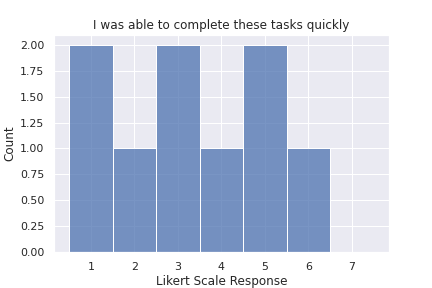 I was able to complete these tasks quickly
2.00
1.75
1.50
1.25
1.00
0.75
0.50
0.25
0.00
Count
1 2 3 4 5 6 7
Likert Scale Response